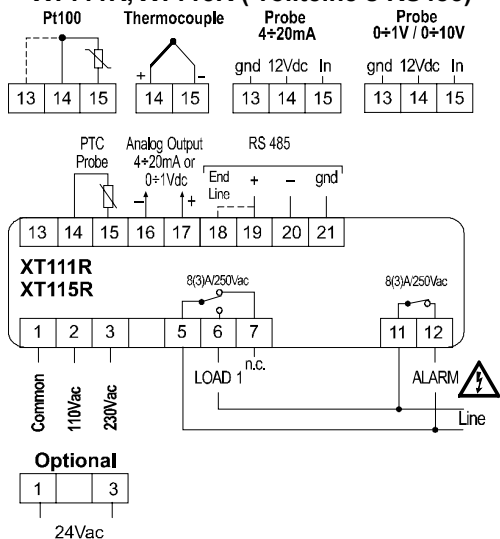 RS485)
Pt100 Thermocouple Probe Probe
4÷20mA 0÷1V / 0÷10V
+ - gnd 12Vdc In gnd 12Vdc In
13 14 15 14 15 13 14 15 13 14 15
PTC Analog Output RS 485
Probe 4÷20mA or
0÷1Vdc End + - gnd
- + Line
13 14 15 16 17 18 19 20 21
XT111R
XT115R
8(3)A/250Vac 8(3)A/250Vac
1 2 3 5 6 7 11 12
n.c.
Common 110Vac 230Vac LOAD 1 ALARM
Line
Optional
1 3
24Vac